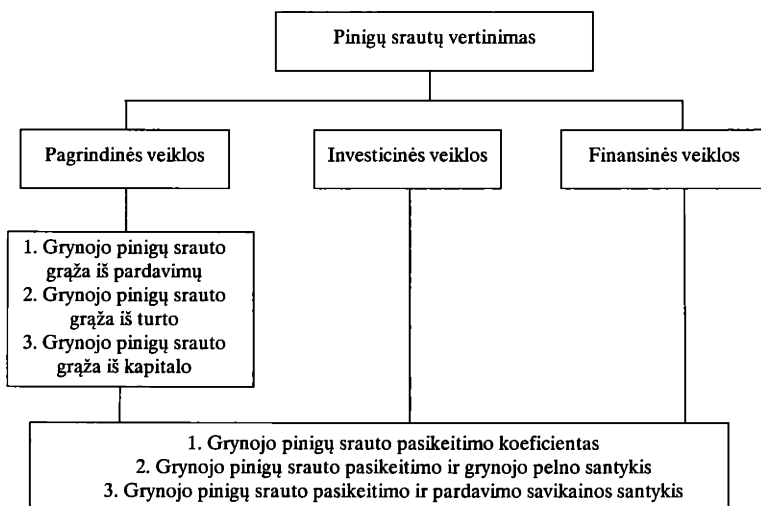 Pinigų srautų vertinimas
Pagrindinės veiklos
Investicinės veiklos
Finansinės veiklos
1. Grynojo pinigų srauto
grąža iš pardavimų
2. Grynojo pinigų srauto
grąža iš turto
3. Grynojo pinigų srauto
grąža iš kapitalo
1. Grynojo pinigų srauto pasikeitimo koeficientas
2. Grynojo pinigų srauto pasikeitimo ir grynojo pelno santykis
3. Grynojo pinigų srauto pasikeitimo ir pardavimo savikainos santykis